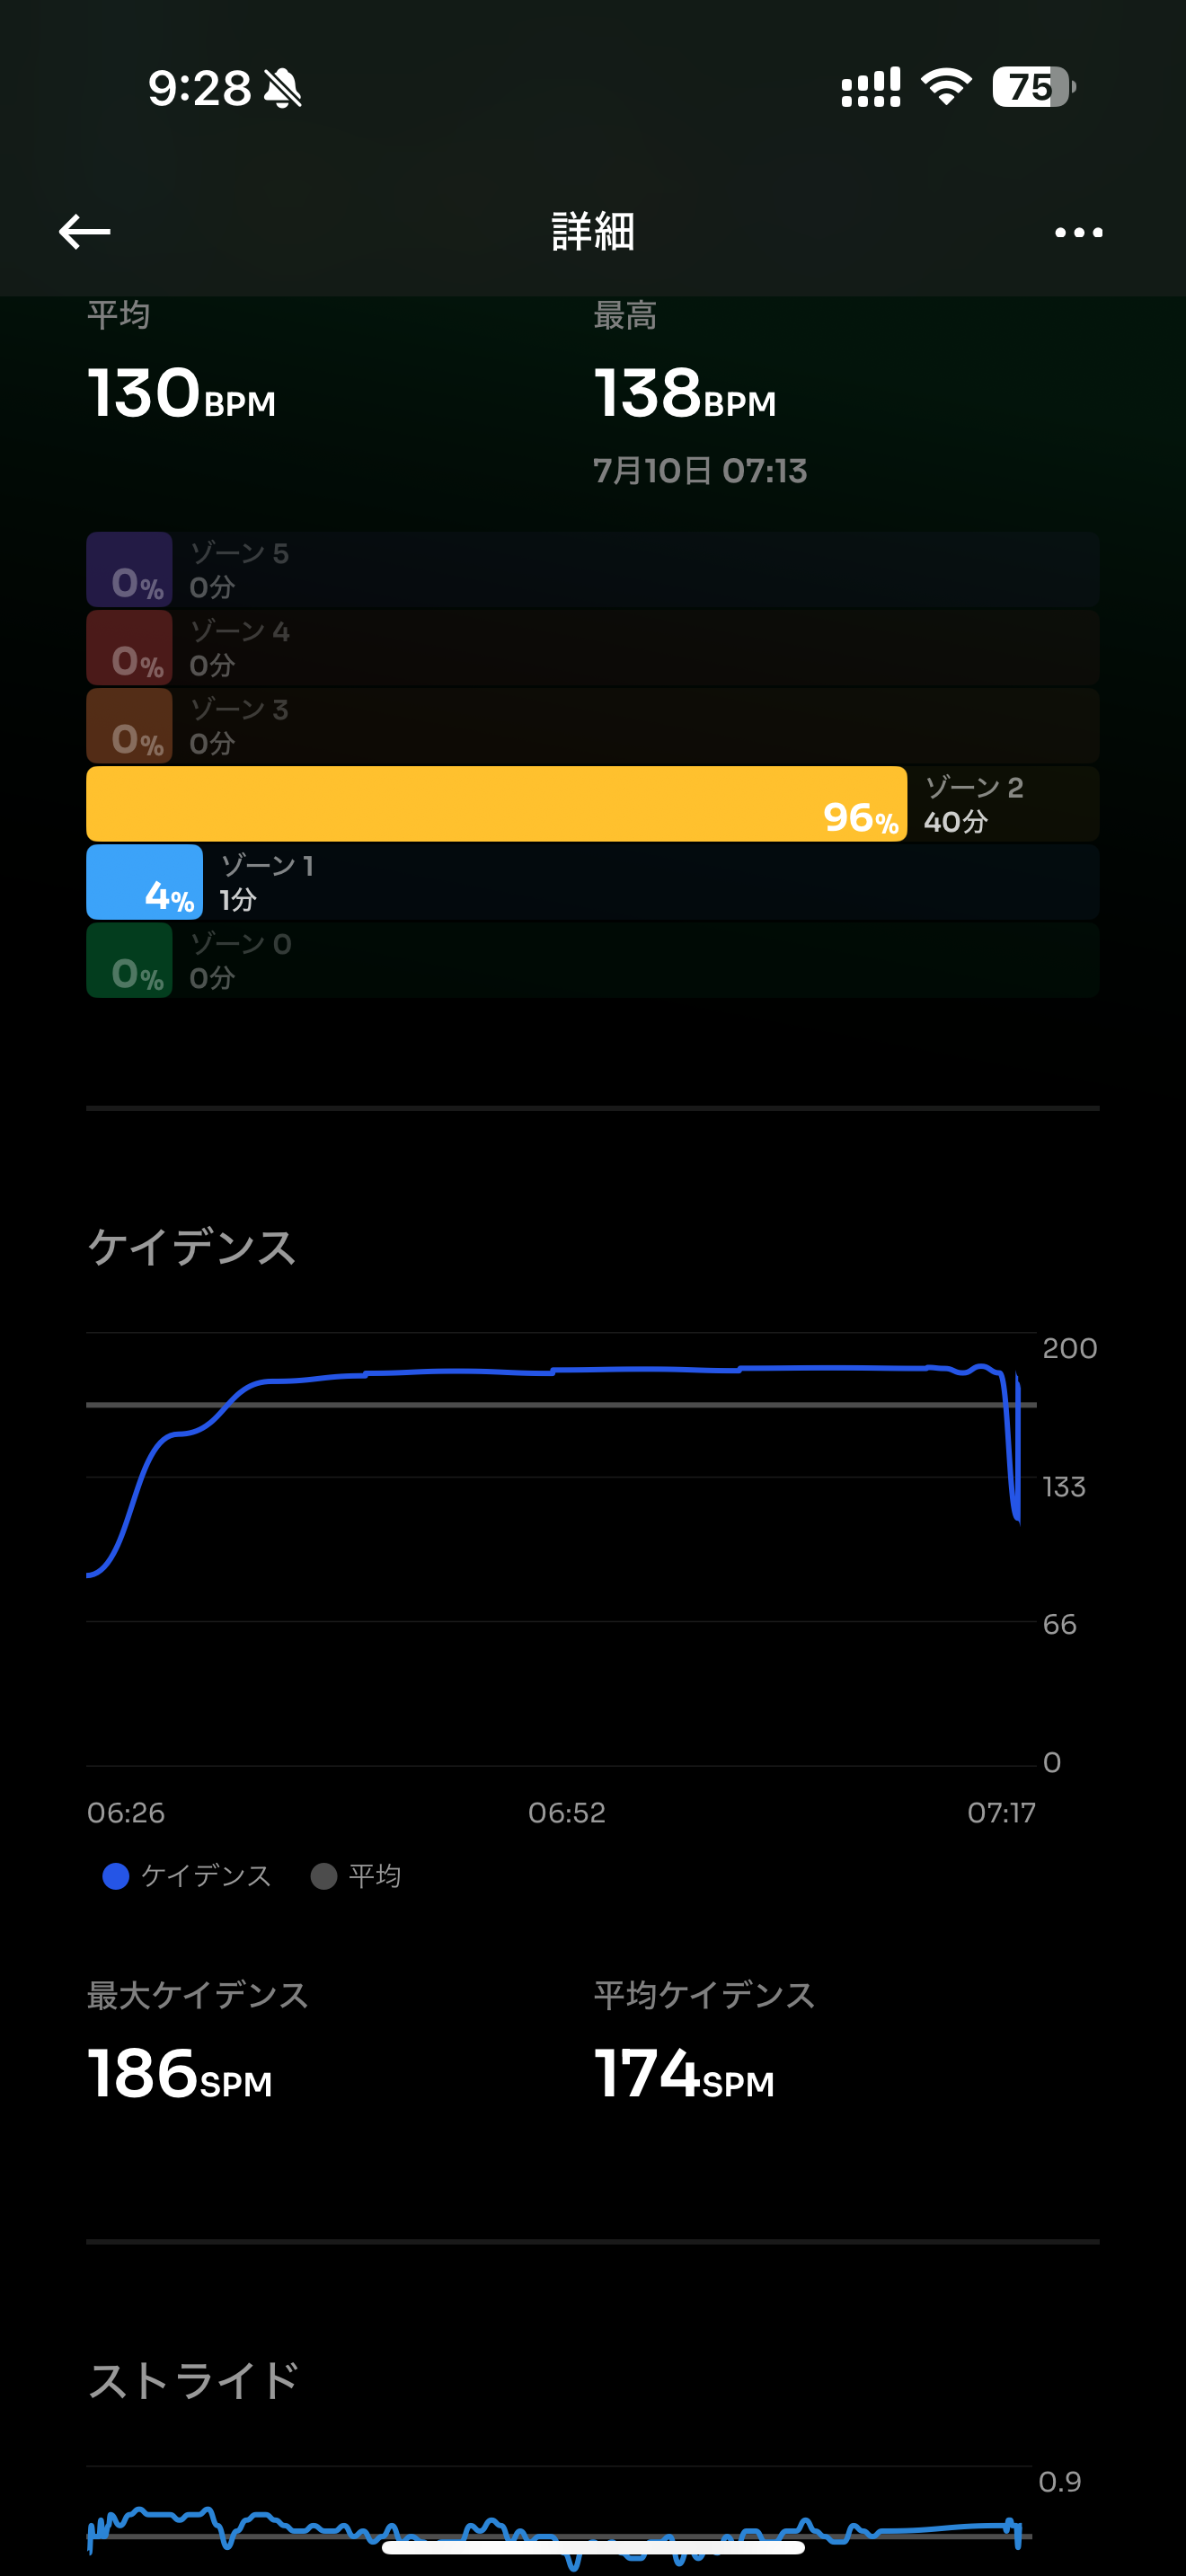 9:28
75
詳細
平均 最高
130BPM 138BPM
7月10日 07:13
0% ゾーン 5
0分
0% ゾーン 4
0分
0% ゾーン 3
0分
96% ゾーン 2
40分
4% ゾーン 1
1分
0% ゾーン 0
0分
ケイデンス
200
133
66
0
06:26 06:52 07:17
ケイデンス 平均
最大ケイデンス 平均ケイデンス
186SPM 174SPM
ストライド
0.9